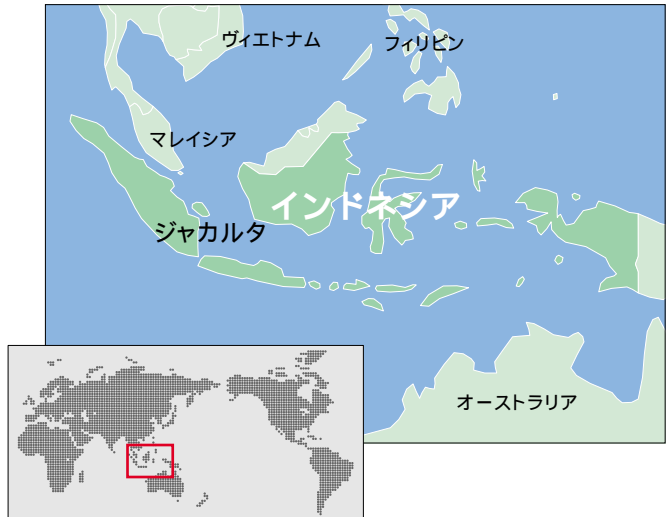 ヴィエトナム
フィリピン
マレイシア
インドネシア
ジャカルタ
オーストラリア